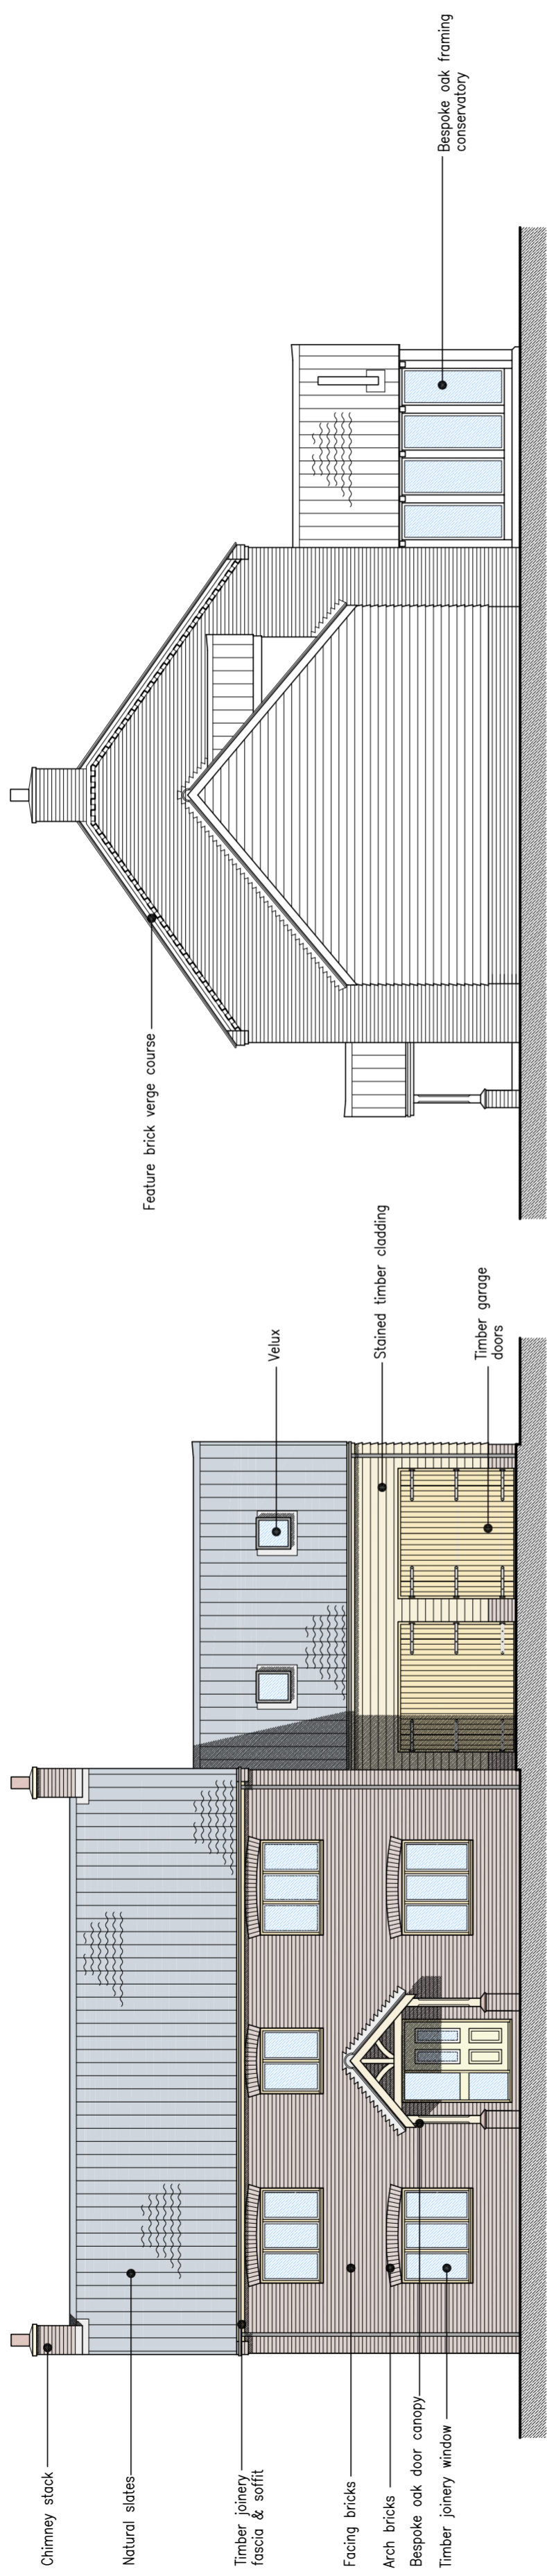 Chimney stack
Natural slates
Timber joinery
fascia & soffit
Facing bricks
Arch bricks
Bespoke oak door canopy
Timber joinery window
Velux
Stained timber cladding
Timber garage
doors
Feature brick verge course
Bespoke oak framing
conservatory